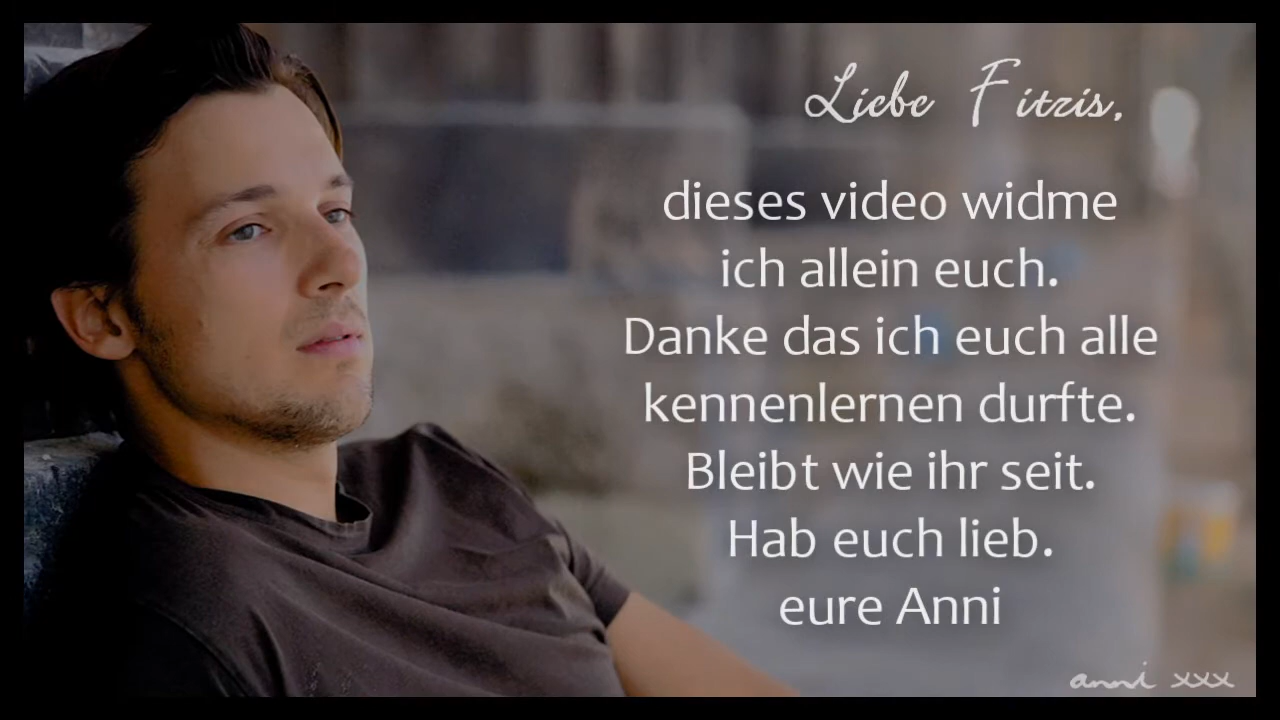 Liebe Fitzis,
dieses video widme
ich allein euch.
Danke das ich euch alle
kennenlernen durfte.
Bleibt wie ihr seit.
Hab euch lieb.
eure Anni
anni xxx